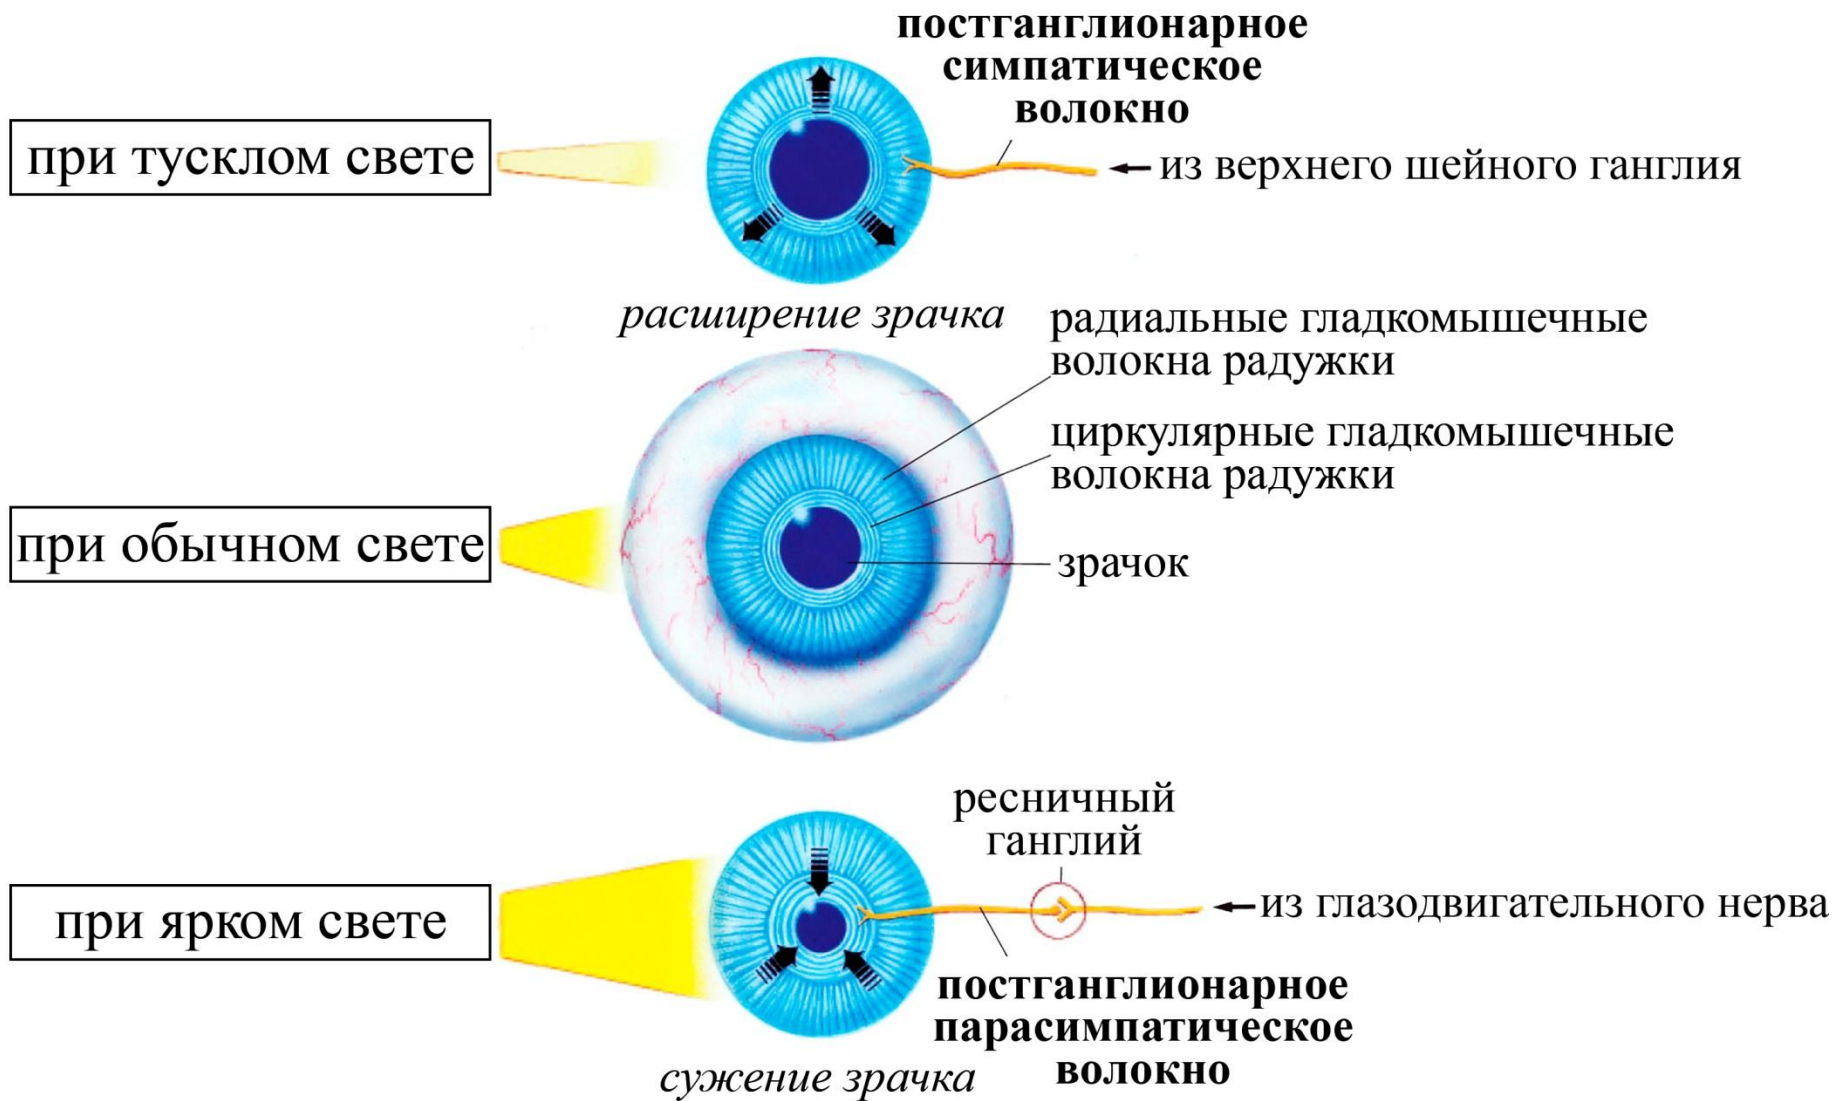 постганглионарное
симпатическое
волокно
при тусклом свете
из верхнего шейного ганглия
расширение зрачка
радиальные гладкомышечные
волокна радужки
циркулярные гладкомышечные
волокна радужки
при обычном свете
зрачок
ресничный
ганглий
при ярком свете
из глазодвигательного нерва
постганглионарное
парасимпатическое
волокно
сужение зрачка